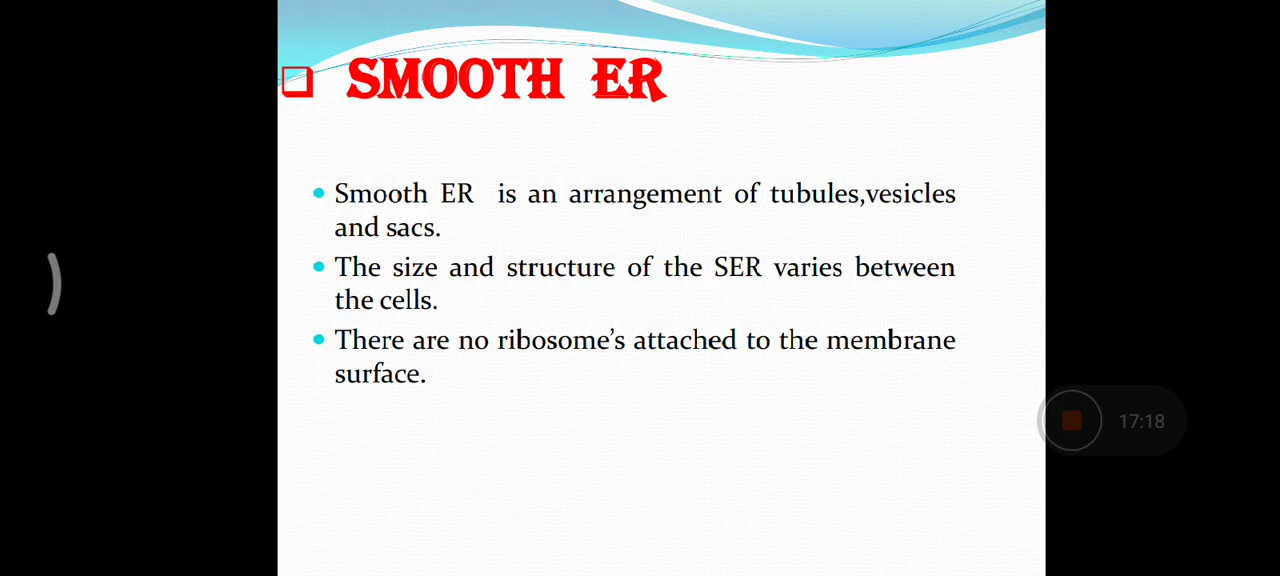 SMOOTH ER
• Smooth ER is an arrangement of tubules,vesicles
and sacs.
• The size and structure of the SER varies between
the cells.
• There are no ribosome’s attached to the membrane
surface.
17:18